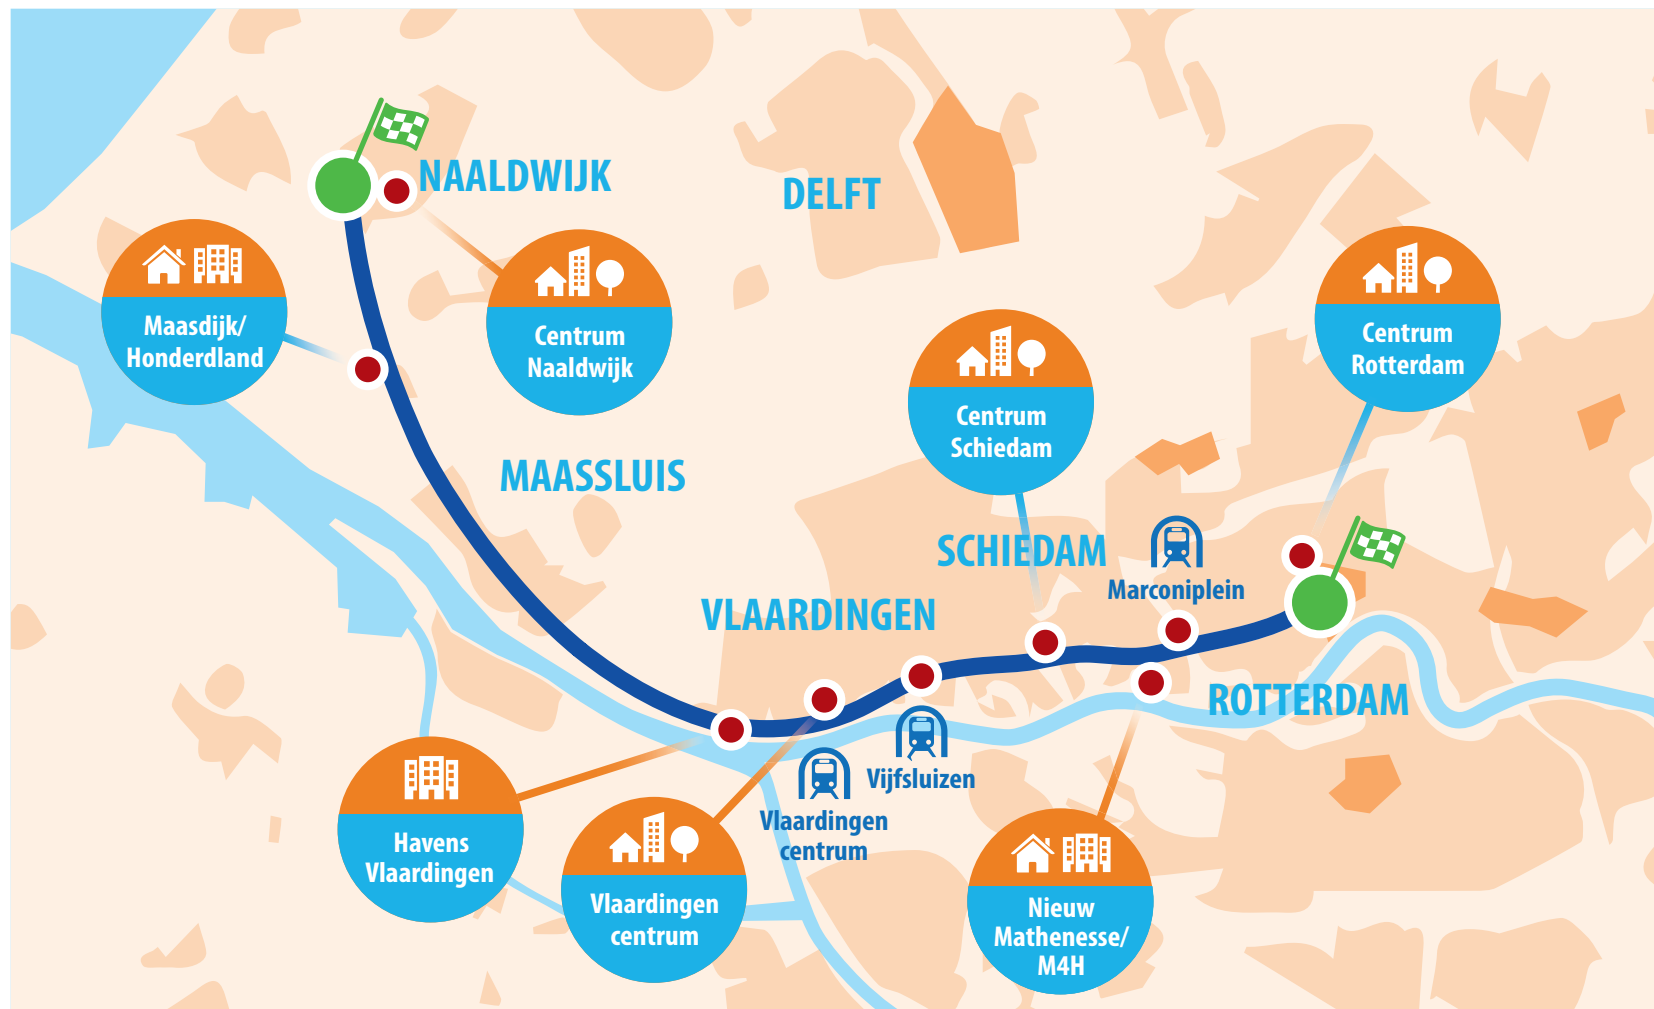 NAALDWIJK
DELFT
Maasdijk/
Honderdland
Centrum
Naaldwijk
Centrum
Rotterdam
Centrum
Schiedam
MAASSLUIS
SCHIEDAM
Marconiplein
VLAARDINGEN
ROTTERDAM
Vijfsluizen
Vlaardingen
centrum
Havens
Vlaardingen
Vlaardingen
centrum
Nieuw
Mathenesse/
M4H